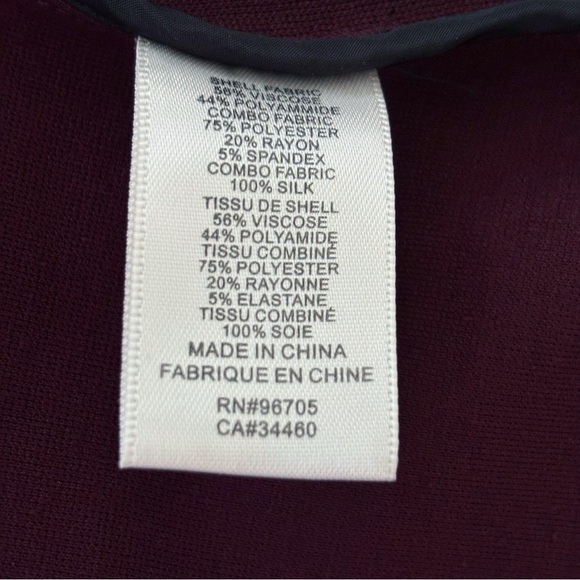 SHELL FABRIC
56% VISCOSE
44% POLYAMMIDE
COMBO FABRIC
75% POLYESTER
20% RAYON
5% SPANDEX
COMBO FABRIC
100% SILK
TISSU DE SHELL
56% VISCOSE
44% POLYAMIDE
TISSU COMBINÉ
75% POLYESTER
20% RAYONNE
5% ELASTANE
TISSU COMBINÉ
100% SOIE
MADE IN CHINA
FABRIQUE EN CHINE
RN#96705
CA#34460